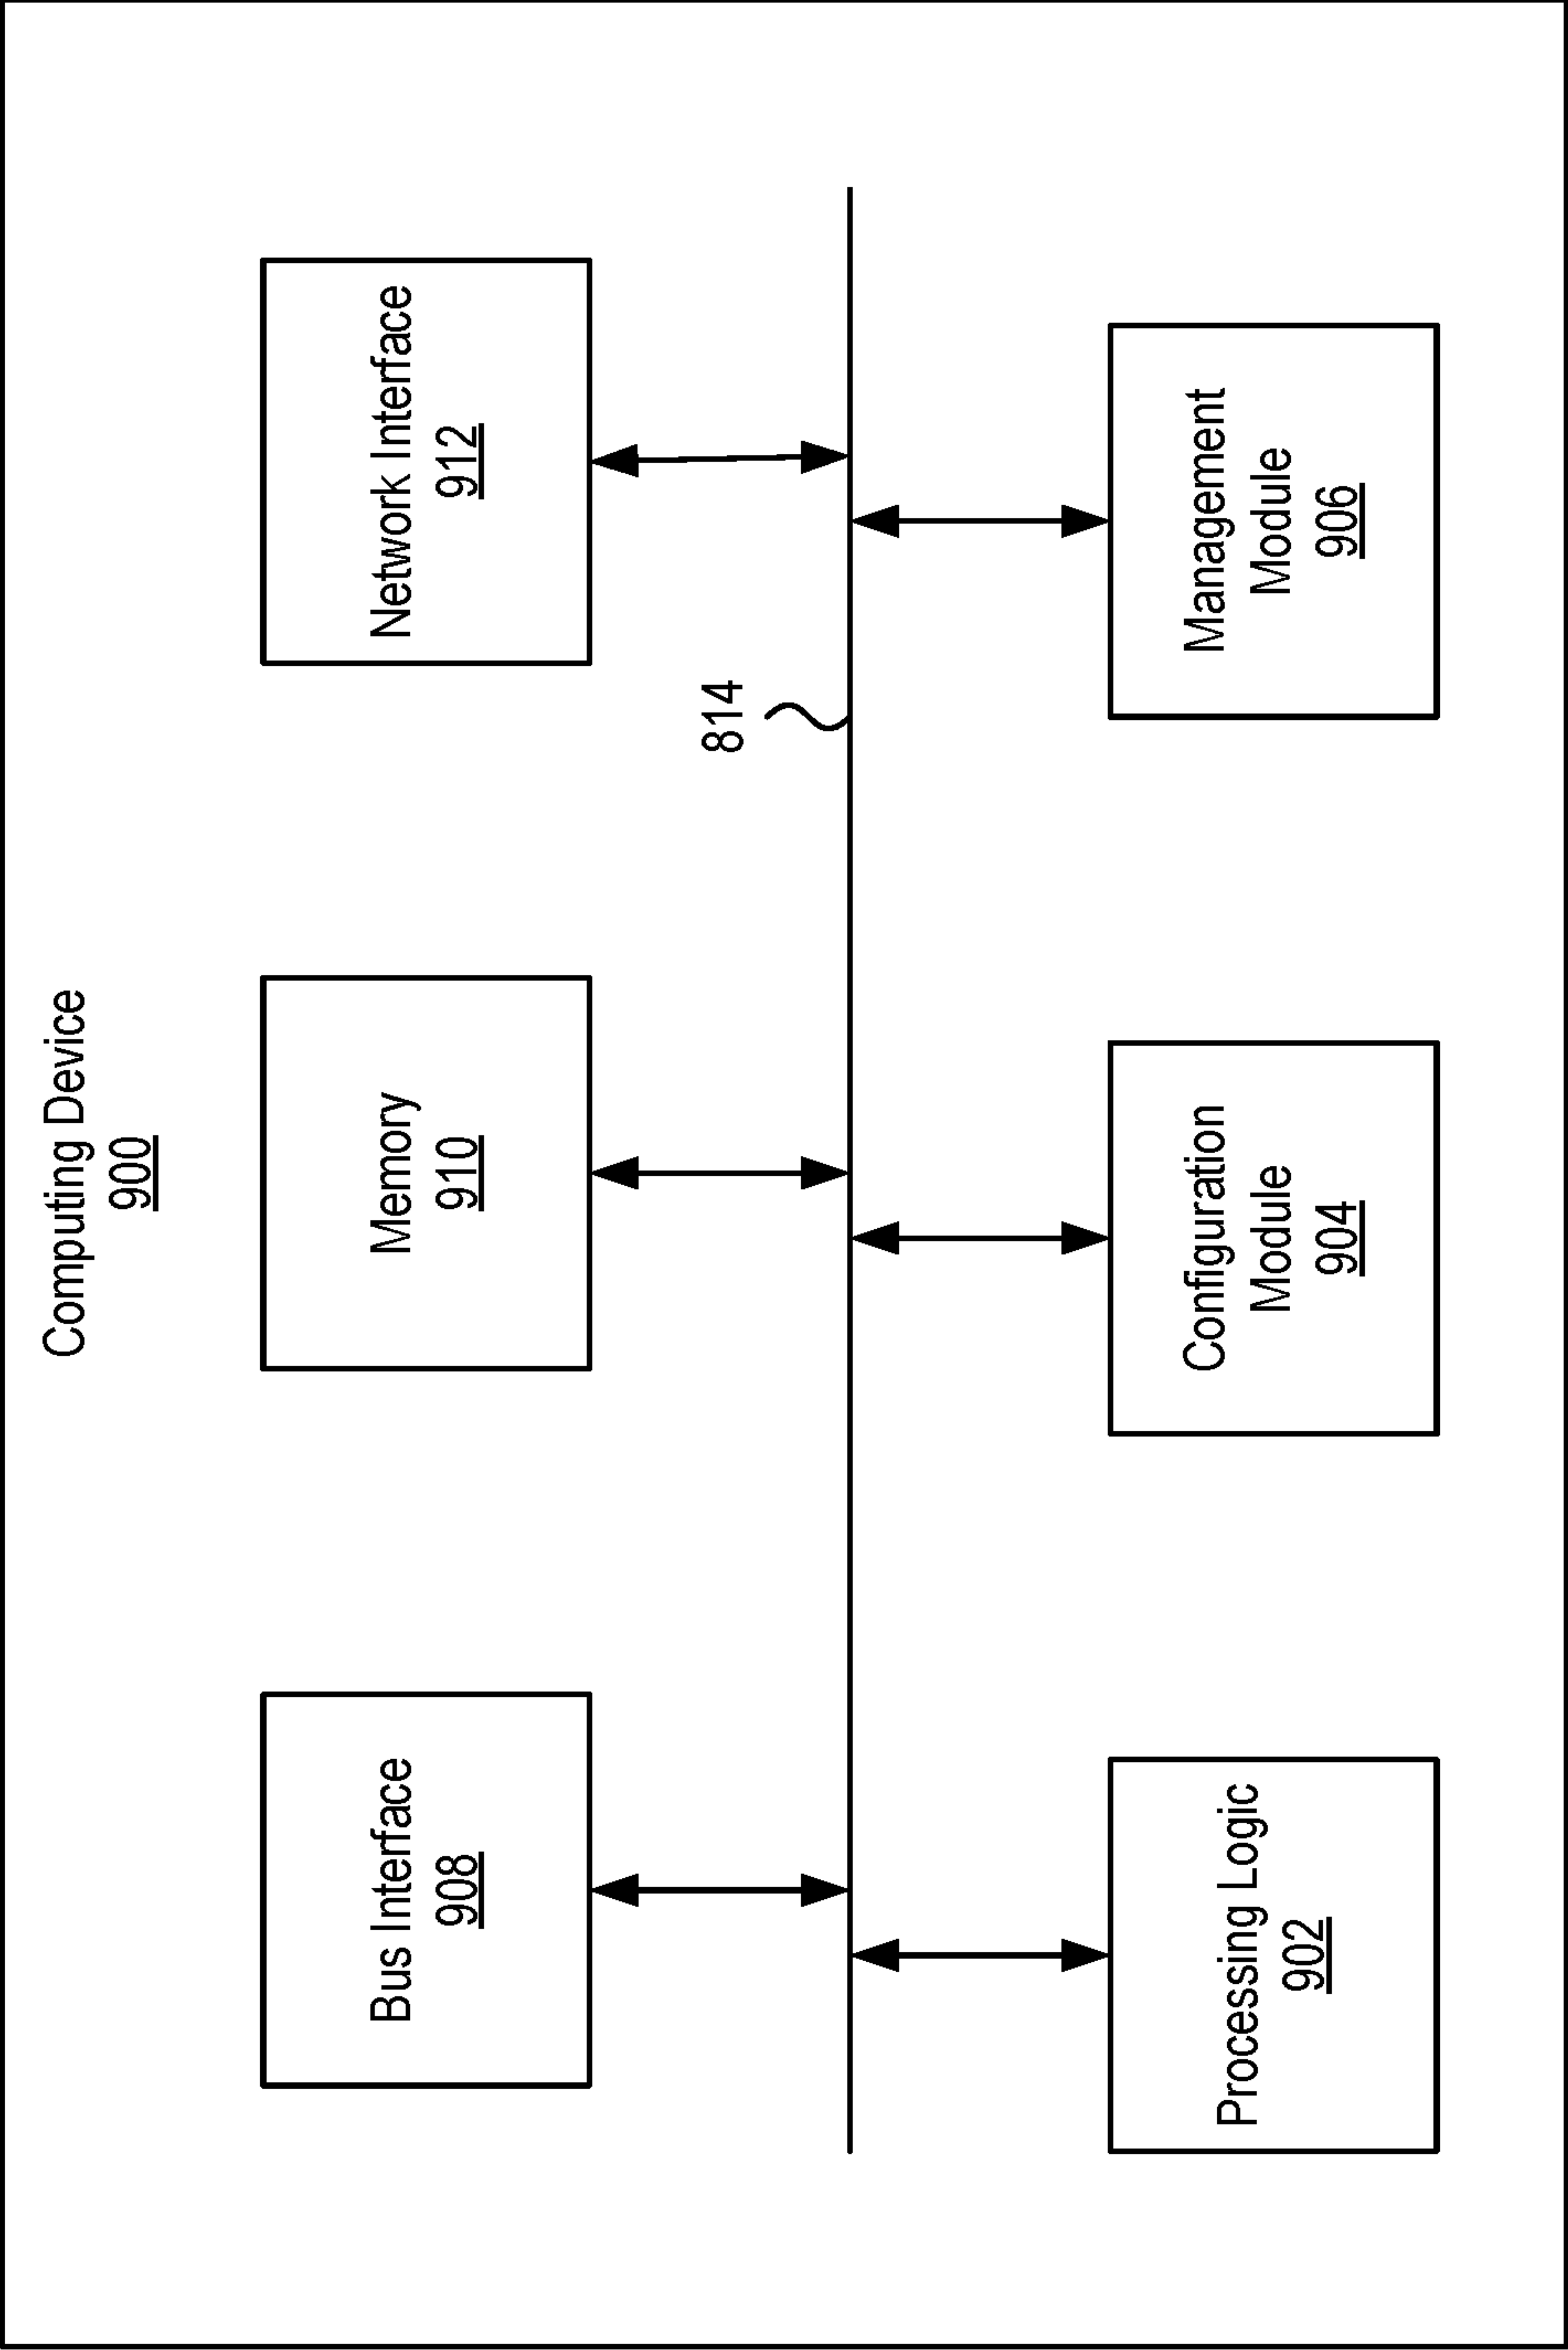 Computing Device
900
Bus Interface
908
Memory
910
Network Interface
912
814
Processing Logic
902
Configuration
Module
904
Management
Module
906